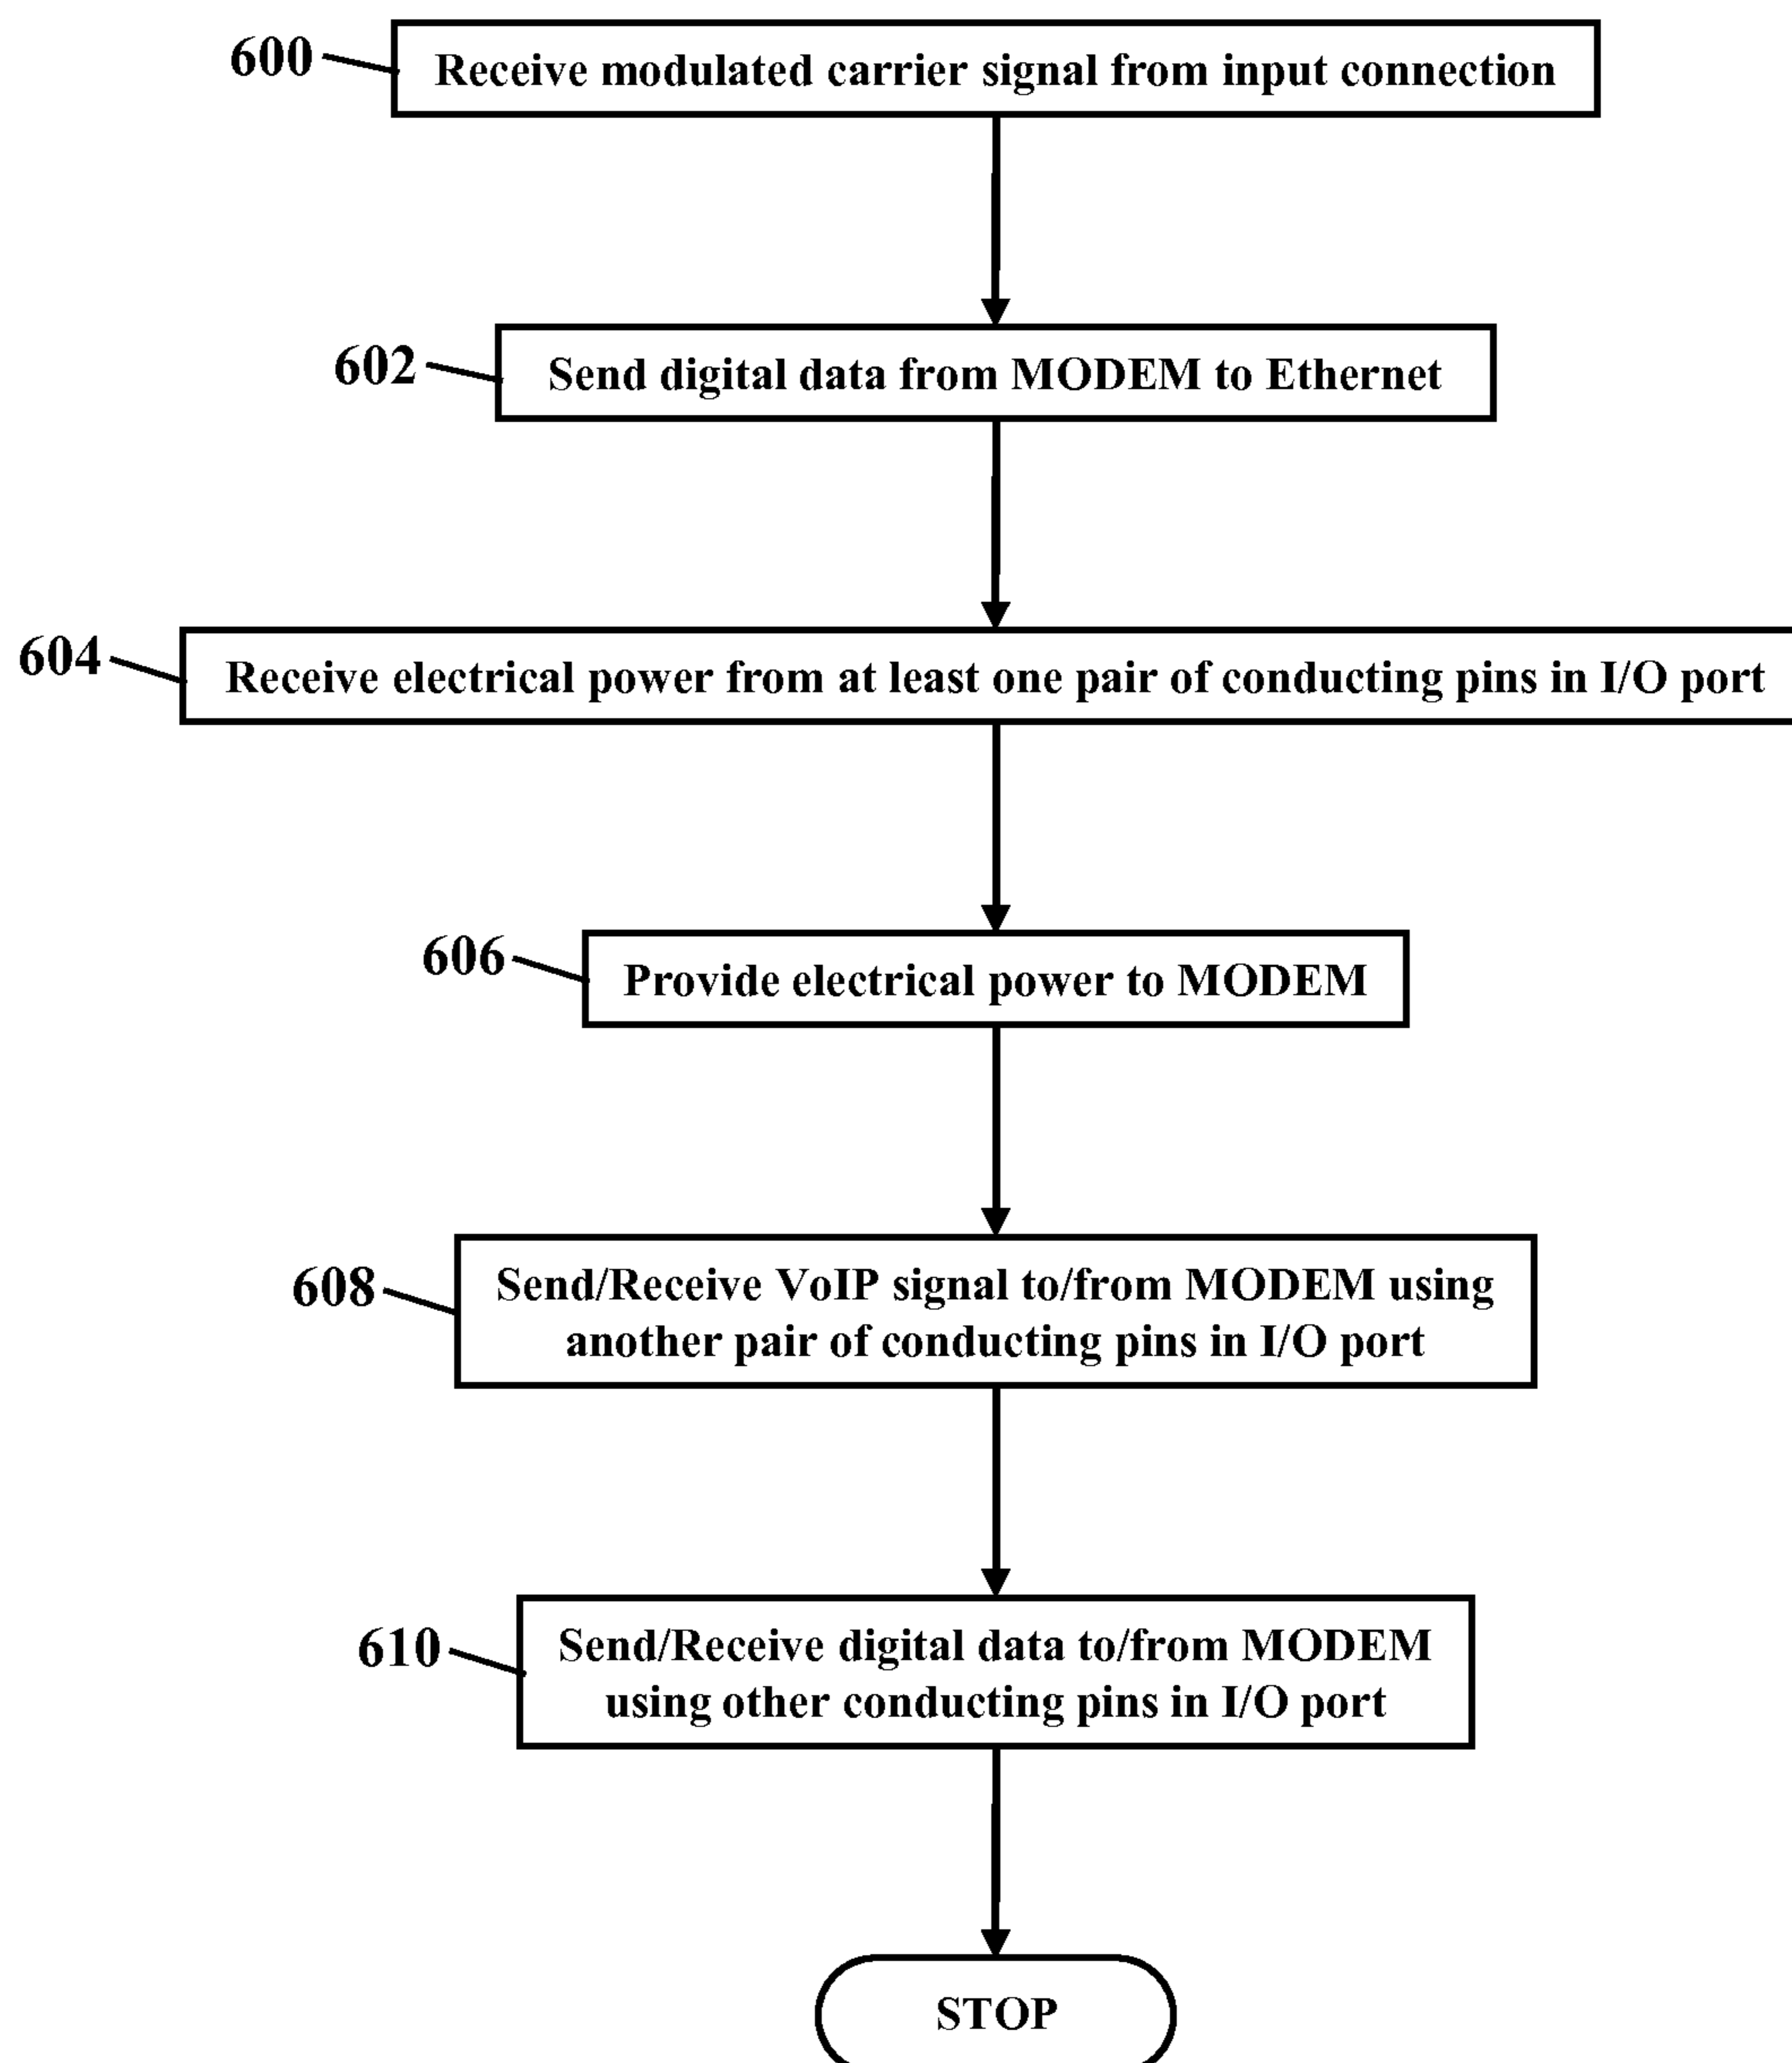 600
Receive modulated carrier signal from input connection
602
Send digital data from MODEM to Ethernet
604
Receive electrical power from at least one pair of conducting pins in I/O port
606
Provide electrical power to MODEM
608
Send/Receive VoIP signal to/from MODEM using
another pair of conducting pins in I/O port
610
Send/Receive digital data to/from MODEM
using other conducting pins in I/O port
STOP